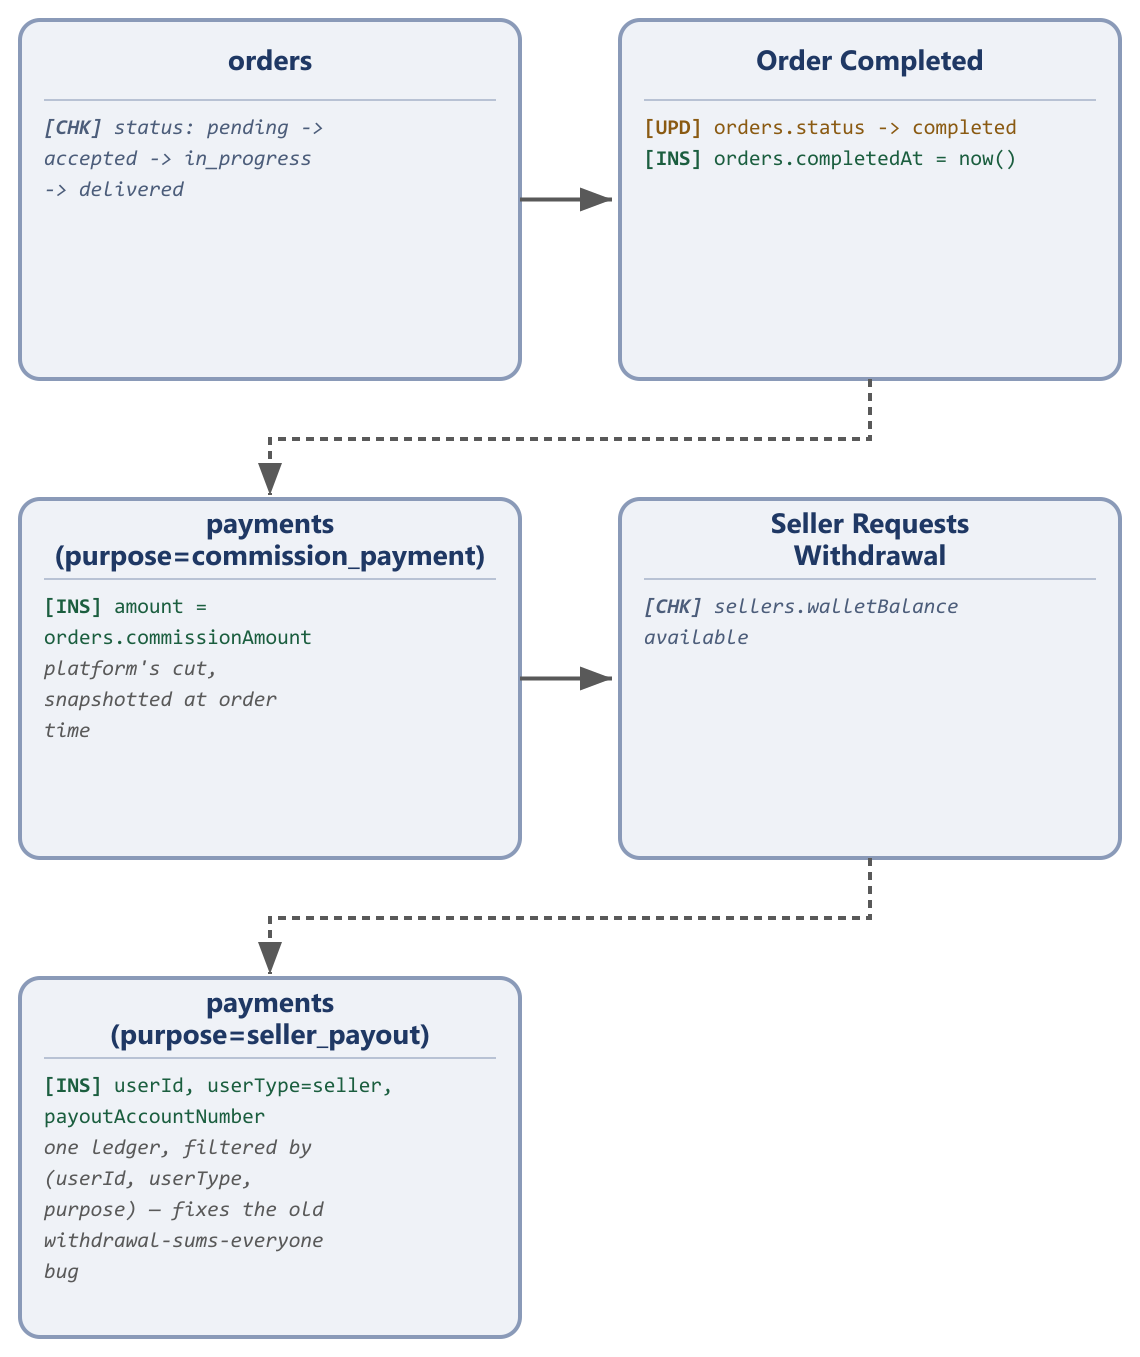 orders
[CHK] status: pending ->
accepted -> in_progress
-> delivered
Order Completed
[UPD] orders.status -> completed
[INS] orders.completedAt = now()
payments
(purpose=commission_payment)
[INS] amount =
orders.commissionAmount
platform's cut,
snapshotted at order
time
Seller Requests
Withdrawal
[CHK] sellers.walletBalance
available
payments
(purpose=seller_payout)
[INS] userId, userType=seller,
payoutAccountNumber
one ledger, filtered by
(userId, userType,
purpose) — fixes the old
withdrawal-sums-everyone
bug